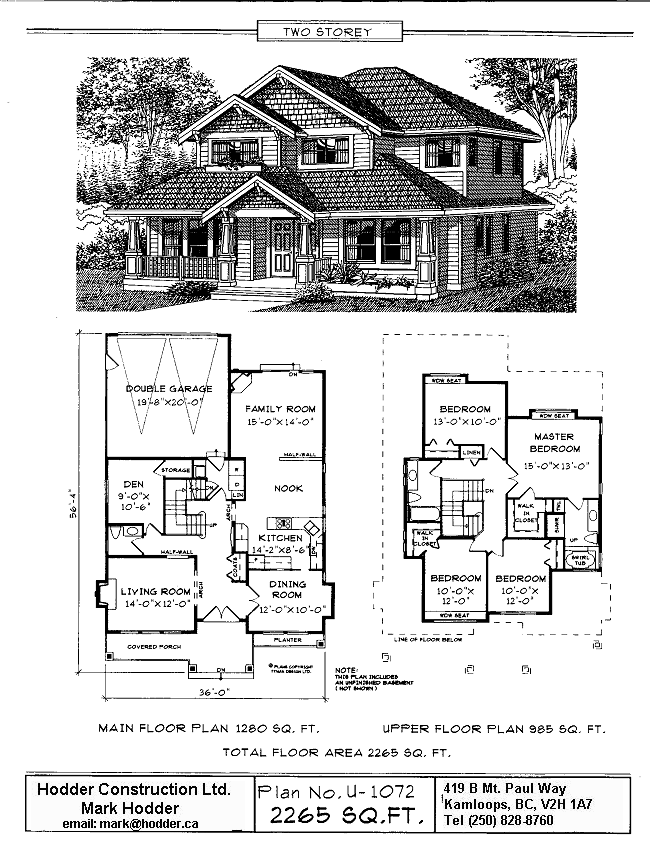 TWO STOREY
DOUBLE GARAGE
19'-8"X20'-0"
DN
FAMILY ROOM
15'-0"X14'-0"
HALF-WALL
STORAGE
DEN
9'-0"X
10'-6"
W
D
LIN
DN
ARCH
UP
NOOK
KITCHEN
14'-2"X8'-6"
HALF-WALL
COATS
LIVING ROOM
14'-0"X12'-0"
ARCH
DINING
ROOM
12'-0"X10'-0"
COVERED PORCH
PLANTER
DN
36'-0"
56'-4"
© PLANS COPYRIGHT
TYNAN DESIGN LTD.
NOTE:
THIS PLAN INCLUDES
AN UNFINISHED BASEMENT
( NOT SHOWN )
WDW SEAT
BEDROOM
13'-0"X10'-0"
LINEN
WDW SEAT
MASTER
BEDROOM
15'-0"X13'-0"
DN
WALK
IN
CLOSET
SHWR
UP
SWIRL
TUB
WALK
IN
CLOSET
BEDROOM
10'-0"X
12'-0"
WDW SEAT
BEDROOM
10'-0"X
12'-0"
LINE OF FLOOR BELOW
MAIN FLOOR PLAN 1280 SQ. FT.
UPPER FLOOR PLAN 985 SQ. FT.
TOTAL FLOOR AREA 2265 SQ. FT.
Hodder Construction Ltd.
Mark Hodder
email: mark@hodder.ca
Plan No. U-1072
2265 SQ.FT.
419 B Mt. Paul Way
Kamloops, BC, V2H 1A7
Tel (250) 828-8760